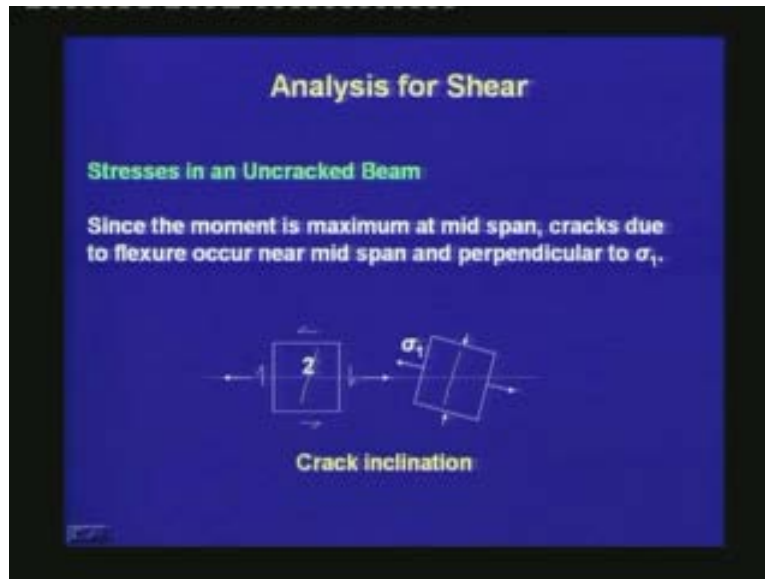 Analysis for Shear
Stresses in an Uncracked Beam
Since the moment is maximum at mid span, cracks due
to flexure occur near mid span and perpendicular to σ₁.
2
σ₁
Crack inclination